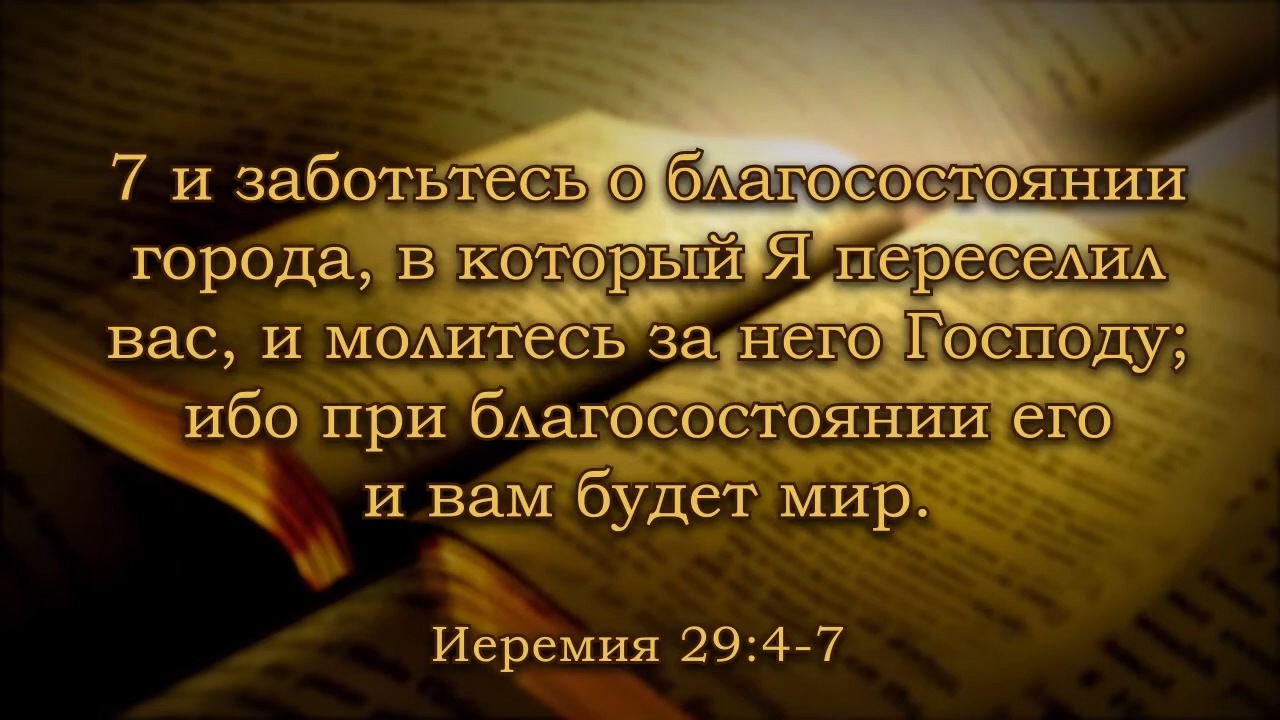 7 и заботьтесь о благосостоянии
города, в который Я переселил
вас, и молитесь за него Господу;
ибо при благосостоянии его
и вам будет мир.
Иеремия 29:4-7